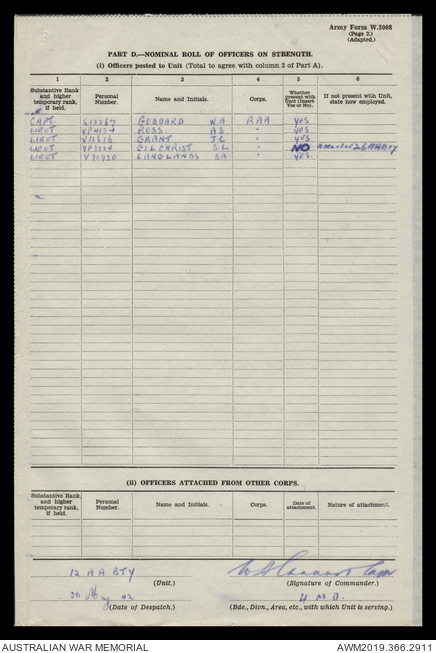 Army Form W.3008
(Page 2.)
(Adapted.)
PART D.—NOMINAL ROLL OF OFFICERS ON STRENGTH.
(i) Officers posted to Unit (Total to agree with column 2 of Part A).
1 2 3 4 5 6
Substantive Rank and higher temporary rank, if held. Personal Number. Name and Initials. Corps. Whether present with Unit (Insert Yes or No). If not present with Unit, state how employed.
CAPT GODDARD W.A RAA YES
LIEUT ROSS. A S " YES
LIEUT GRANT J.C " YES
LIEUT GILCHRIST S L " NO
LIEUT LANGLANDS SA " YES.
(ii) OFFICERS ATTACHED FROM OTHER CORPS.
Substantive Rank, and higher temporary rank, if held. Personal Number. Name and Initials. Corps. Date of attachment. Nature of attachment.
12 A A BTY
(Unit.) (Signature of Commander.)
30 May 42 4 M D.
(Date of Despatch.) (Bde., Divn., Area, etc., with which Unit is serving.)
AUSTRALIAN WAR MEMORIAL AWM2019.366.2911